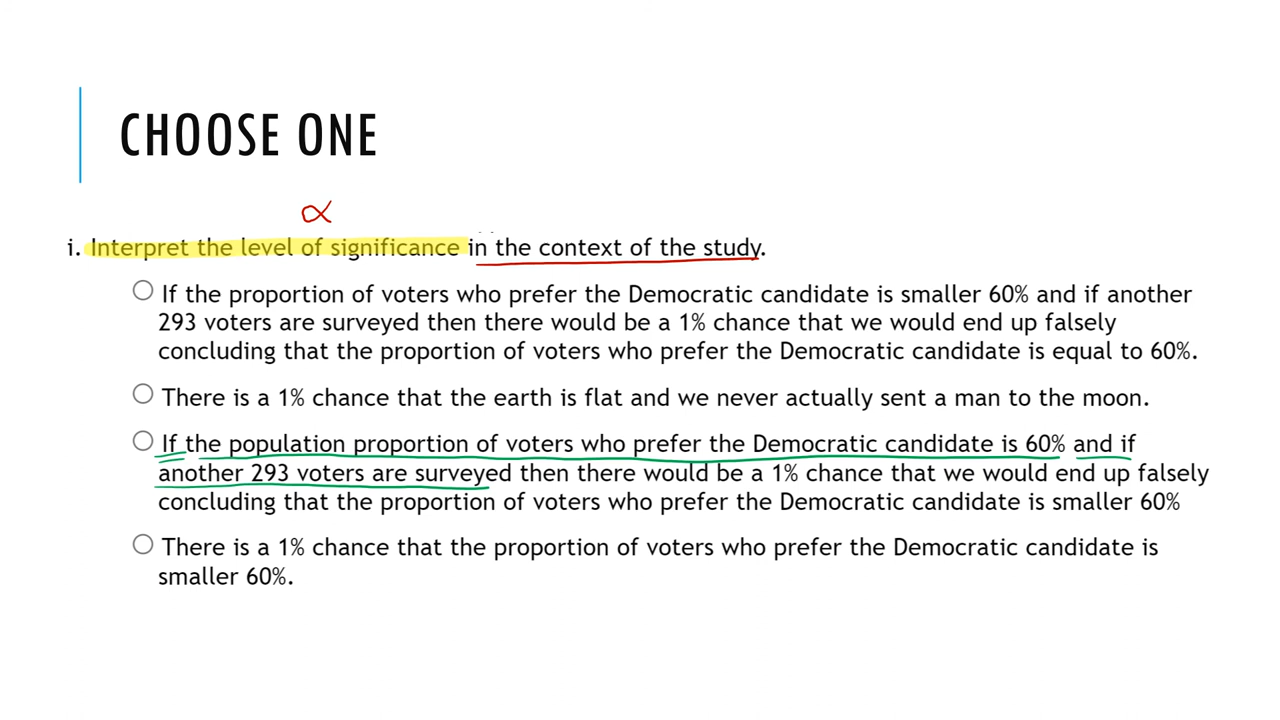 CHOOSE ONE
α
i. Interpret the level of significance in the context of the study.
If the proportion of voters who prefer the Democratic candidate is smaller 60% and if another
293 voters are surveyed then there would be a 1% chance that we would end up falsely
concluding that the proportion of voters who prefer the Democratic candidate is equal to 60%.
There is a 1% chance that the earth is flat and we never actually sent a man to the moon.
If the population proportion of voters who prefer the Democratic candidate is 60% and if
another 293 voters are surveyed then there would be a 1% chance that we would end up falsely
concluding that the proportion of voters who prefer the Democratic candidate is smaller 60%
There is a 1% chance that the proportion of voters who prefer the Democratic candidate is
smaller 60%.